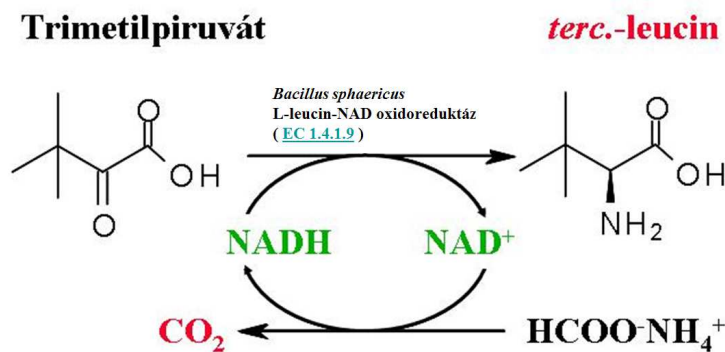 Trimetilpiruvát
terc.-leucin
Bacillus sphaericus
L-leucin-NAD oxidoreduktáz
( EC 1.4.1.9 )
O
OH
O
O
OH
NH₂
NADH
NAD⁺
CO₂
HCOO⁻NH₄⁺